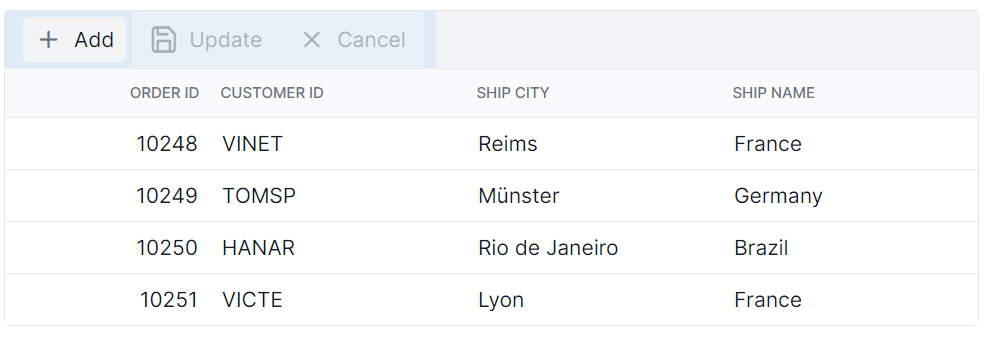 Add Update Cancel
ORDER ID CUSTOMER ID SHIP CITY SHIP NAME
10248 VINET Reims France
10249 TOMSP Münster Germany
10250 HANAR Rio de Janeiro Brazil
10251 VICTE Lyon France